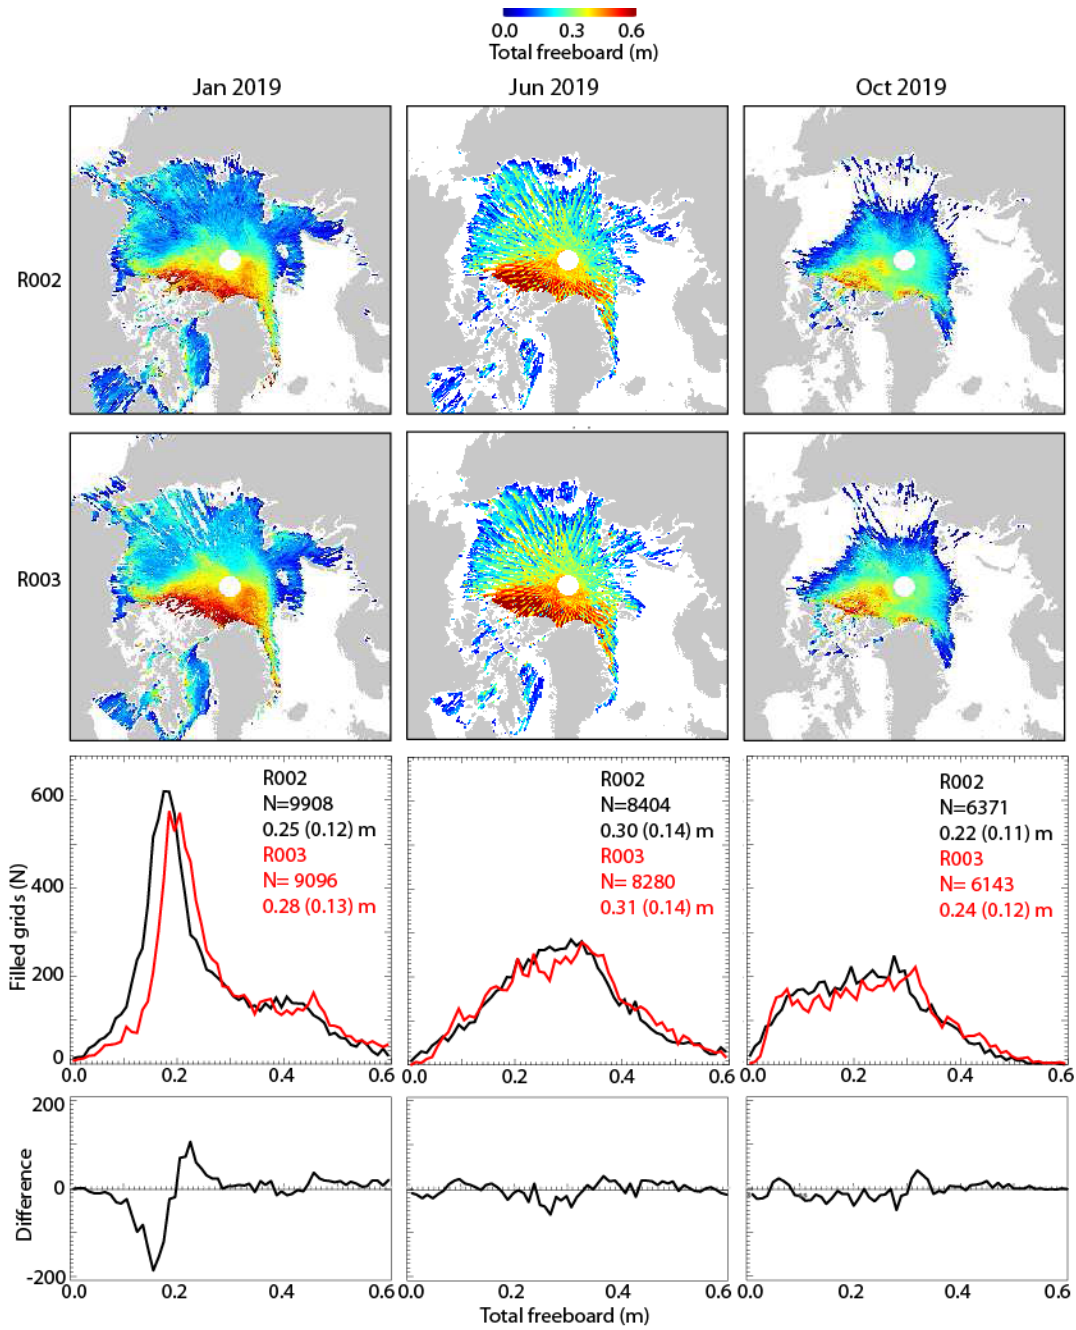 0.0 0.3 0.6
Total freeboard (m)
Jan 2019 Jun 2019 Oct 2019
R002
R003
R002
N=9908
0.25 (0.12) m
R003
N= 9096
0.28 (0.13) m
R002
N=8404
0.30 (0.14) m
R003
N= 8280
0.31 (0.14) m
R002
N=6371
0.22 (0.11) m
R003
N= 6143
0.24 (0.12) m
Filled grids (N)
600
400
200
0
0.0 0.2 0.4 0.6 0.2 0.4 0.6 0.0 0.2 0.4 0.6
Difference
200
0
-200
0.0 0.2 0.4 0.6 0.0 0.2 0.4 0.6 0.0 0.2 0.4 0.6
Total freeboard (m)